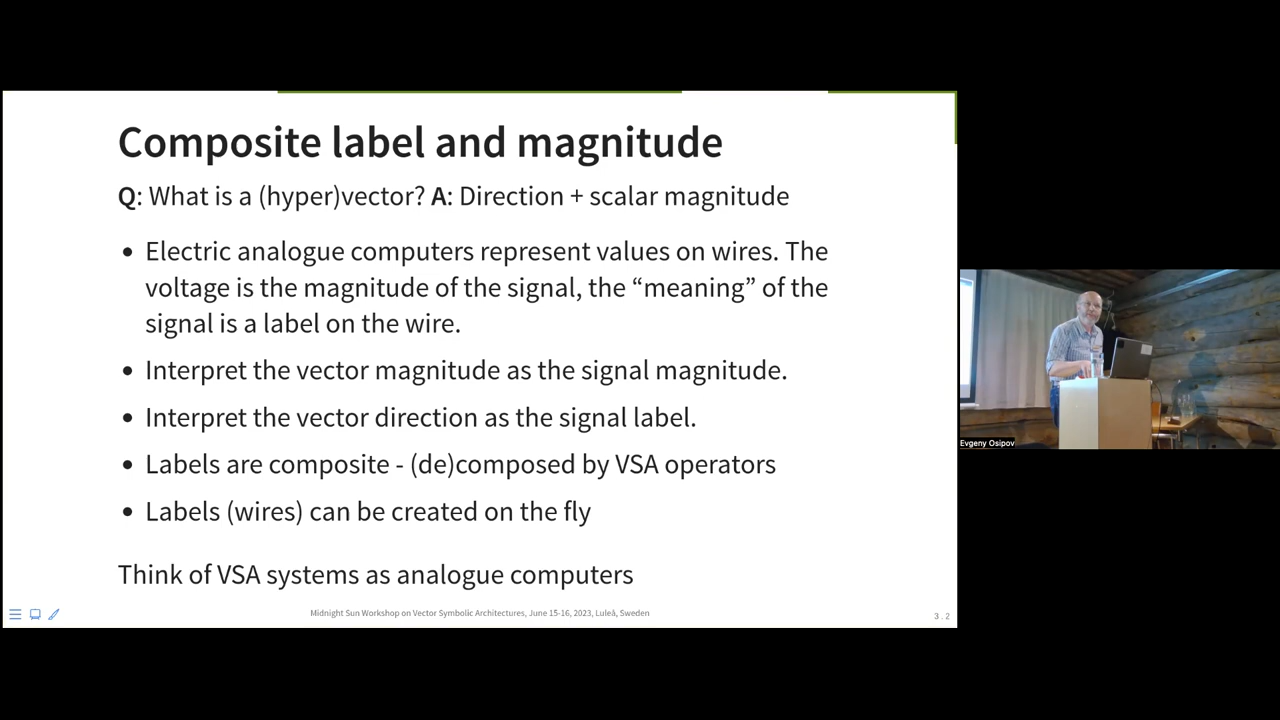 Composite label and magnitude
Q: What is a (hyper)vector? A: Direction + scalar magnitude
• Electric analogue computers represent values on wires. The
voltage is the magnitude of the signal, the “meaning” of the
signal is a label on the wire.
• Interpret the vector magnitude as the signal magnitude.
• Interpret the vector direction as the signal label.
• Labels are composite - (de)composed by VSA operators
• Labels (wires) can be created on the fly
Think of VSA systems as analogue computers
Midnight Sun Workshop on Vector Symbolic Architectures, June 15-16, 2023, Luleå, Sweden
3 . 2
Evgeny Osipov